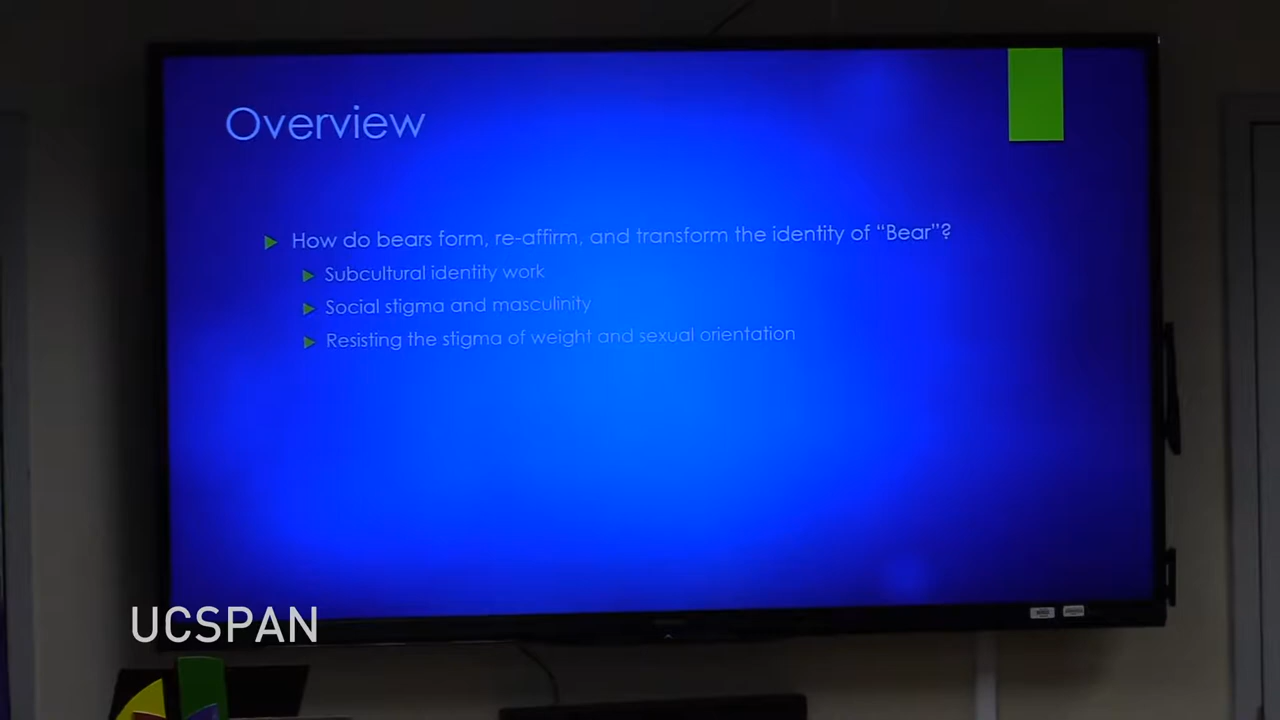 Overview
How do bears form, re-affirm, and transform the identity of “Bear”?
Subcultural identity work
Social stigma and masculinity
Resisting the stigma of weight and sexual orientation
UCSPAN